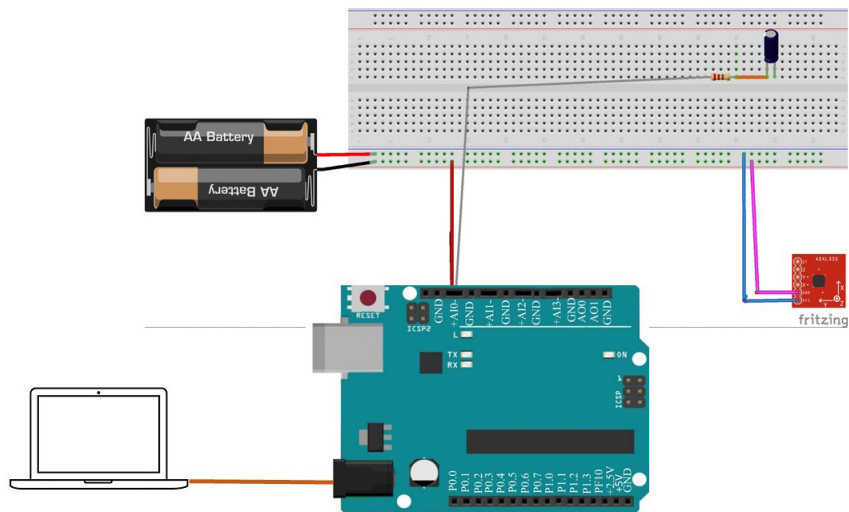 AA Battery
AA Battery
ADXL335
fritzing
RESET
ICSP2
GND
+AI0-
GND
+AI1-
GND
+AI2-
GND
+AI3-
GND
AO0
AO1
GND
L
TX
RX
ON
1
ICSP
P0.0
P0.1
P0.2
P0.3
P0.4
P0.5
P0.6
P0.7
P1.0
P1.1
P1.2
P1.3
PF10
+2.5V
+5V
GND
X
Y
Z